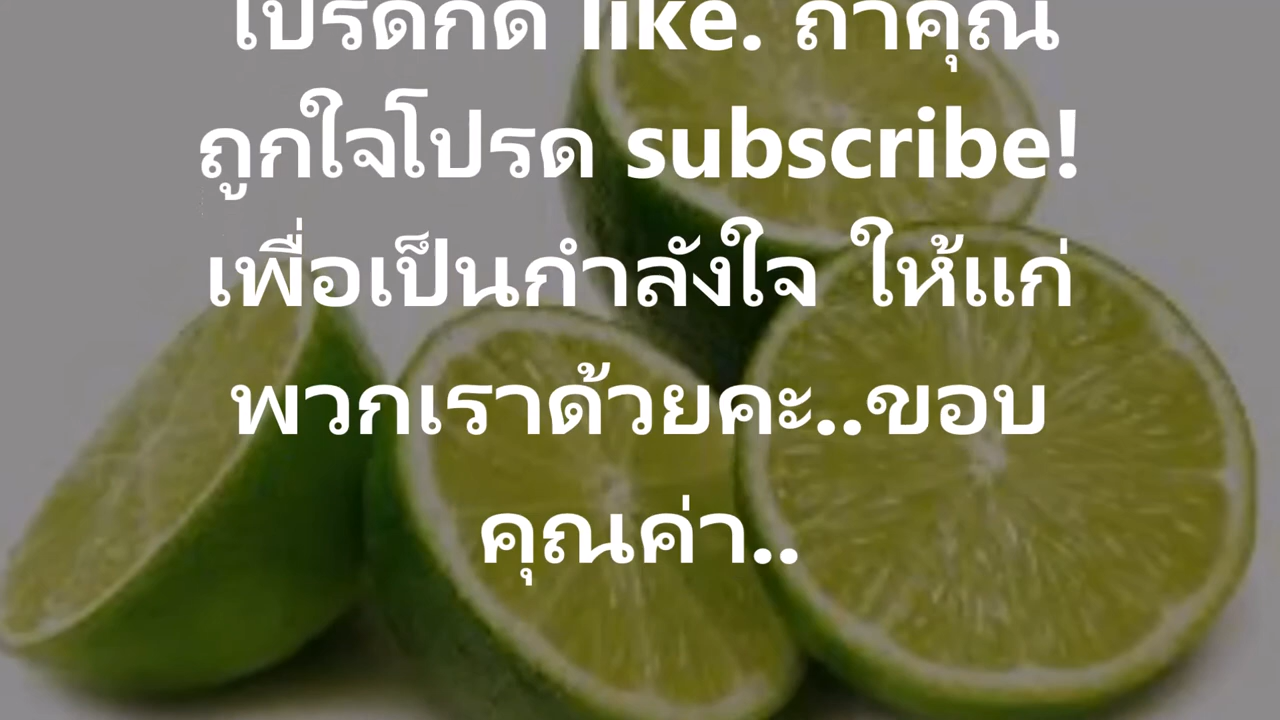 โปรดกด like. ถ้าคุณ
ถูกใจโปรด subscribe!
เพื่อเป็นกำลังใจ ให้แก่
พวกเราด้วยคะ..ขอบ
คุณค่า..